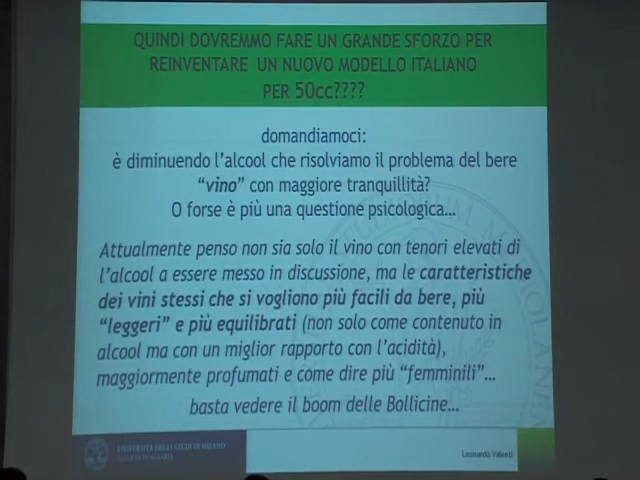 QUINDI DOVREMMO FARE UN GRANDE SFORZO PER
REINVENTARE UN NUOVO MODELLO ITALIANO
PER 50cc????
domandiamoci:
è diminuendo l'alcool che risolviamo il problema del bere
"vino" con maggiore tranquillità?
O forse è più una questione psicologica...
Attualmente penso non sia solo il vino con tenori elevati di
l'alcool a essere messo in discussione, ma le caratteristiche
dei vini stessi che si vogliono più facili da bere, più
"leggeri" e più equilibrati (non solo come contenuto in
alcool ma con un miglior rapporto con l'acidità),
maggiormente profumati e come dire più "femminili"...
basta vedere il boom delle Bollicine...
UNIVERSITÀ DEGLI STUDI DI MILANO
FACOLTÀ DI AGRARIA
Leonardo Valenti